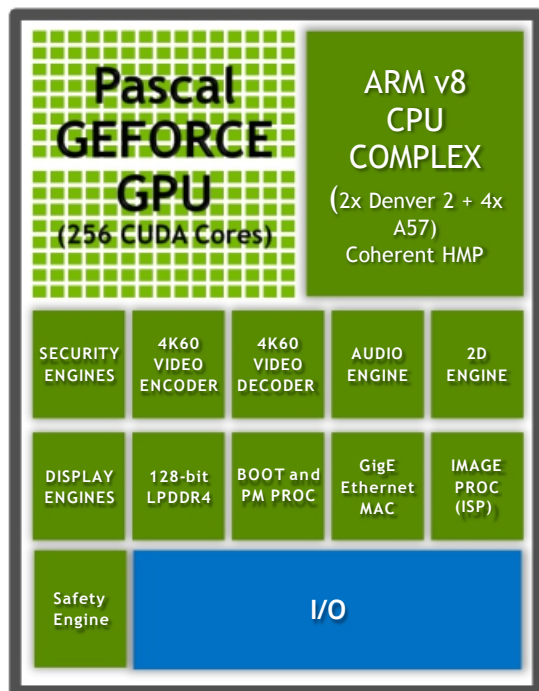 Pascal
GEFORCE
GPU
(256 CUDA Cores)
ARM v8
CPU
COMPLEX
(2x Denver 2 + 4x
A57)
Coherent HMP
SECURITY
ENGINES
4K60
VIDEO
ENCODER
4K60
VIDEO
DECODER
AUDIO
ENGINE
2D
ENGINE
DISPLAY
ENGINES
128-bit
LPDDR4
BOOT and
PM PROC
GigE
Ethernet
MAC
IMAGE
PROC
(ISP)
Safety
Engine
I/O